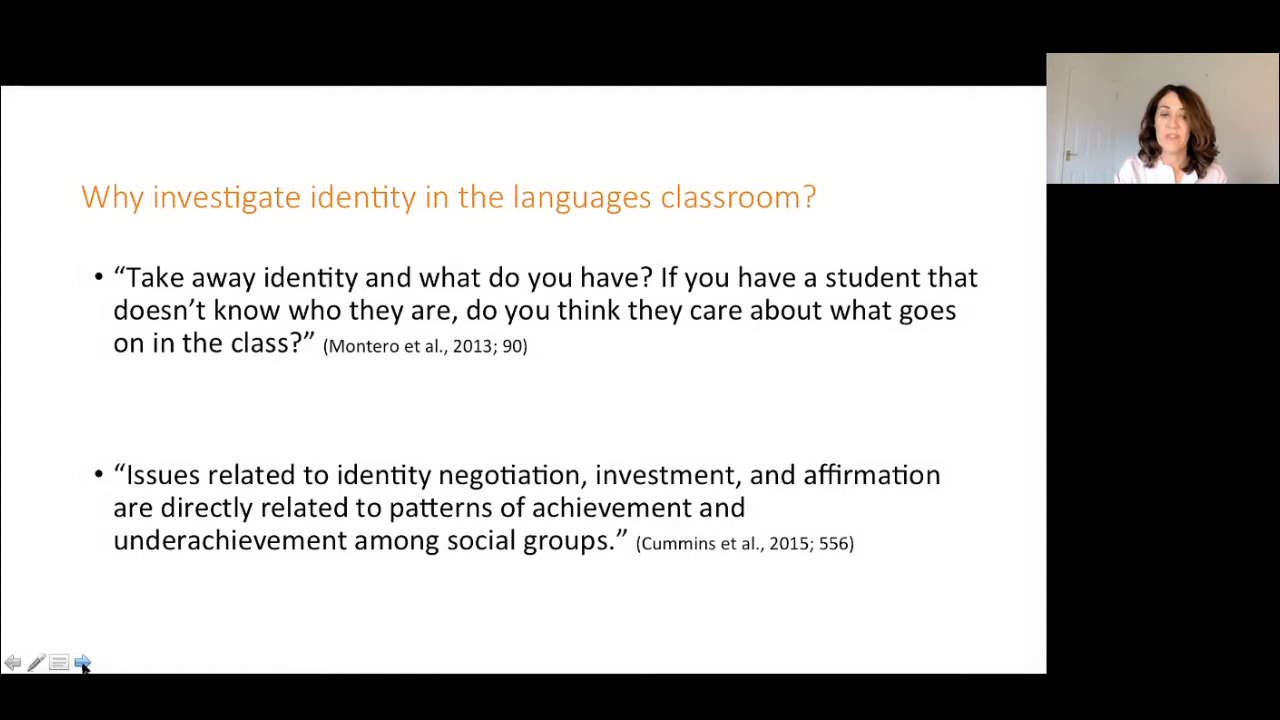 Why investigate identity in the languages classroom?
• “Take away identity and what do you have? If you have a student that
doesn’t know who they are, do you think they care about what goes
on in the class?” (Montero et al., 2013; 90)
• “Issues related to identity negotiation, investment, and affirmation
are directly related to patterns of achievement and
underachievement among social groups.” (Cummins et al., 2015; 556)